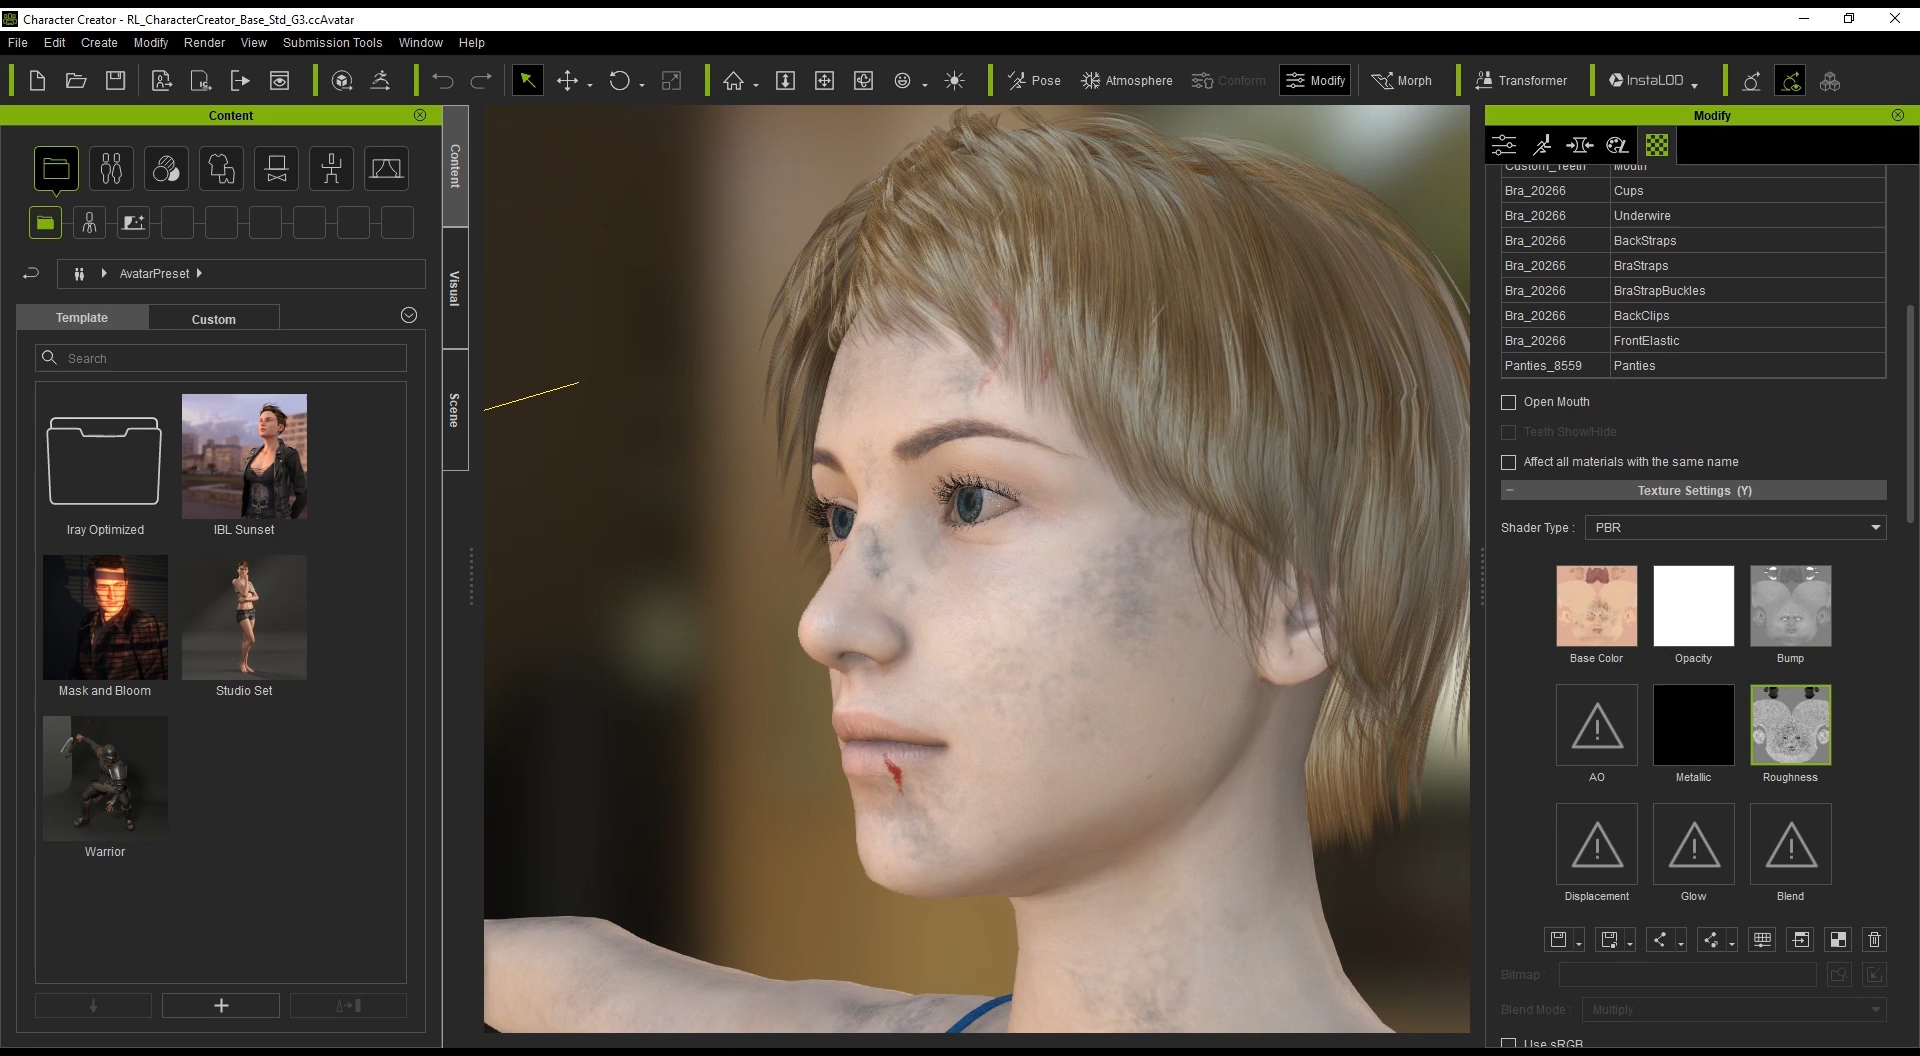 Character Creator - RL_CharacterCreator_Base_Std_G3.ccAvatar
File Edit Create Modify Render View Submission Tools Window Help
Pose Atmosphere Conform Modify Morph Transformer InstaLOD
Content
Modify
Content
Visual
Scene
AvatarPreset
Template Custom
Search
Iray Optimized IBL Sunset
Mask and Bloom Studio Set
Warrior
Custom_Teeth Mouth
Bra_20266 Cups
Bra_20266 Underwire
Bra_20266 BackStraps
Bra_20266 BraStraps
Bra_20266 BraStrapBuckles
Bra_20266 BackClips
Bra_20266 FrontElastic
Panties_8559 Panties
Open Mouth
Teeth Show/Hide
Affect all materials with the same name
Texture Settings (Y)
Shader Type : PBR
Base Color Opacity Bump
AO Metallic Roughness
Displacement Glow Blend
Bitmap :
Blend Mode : Multiply
Use sRGB